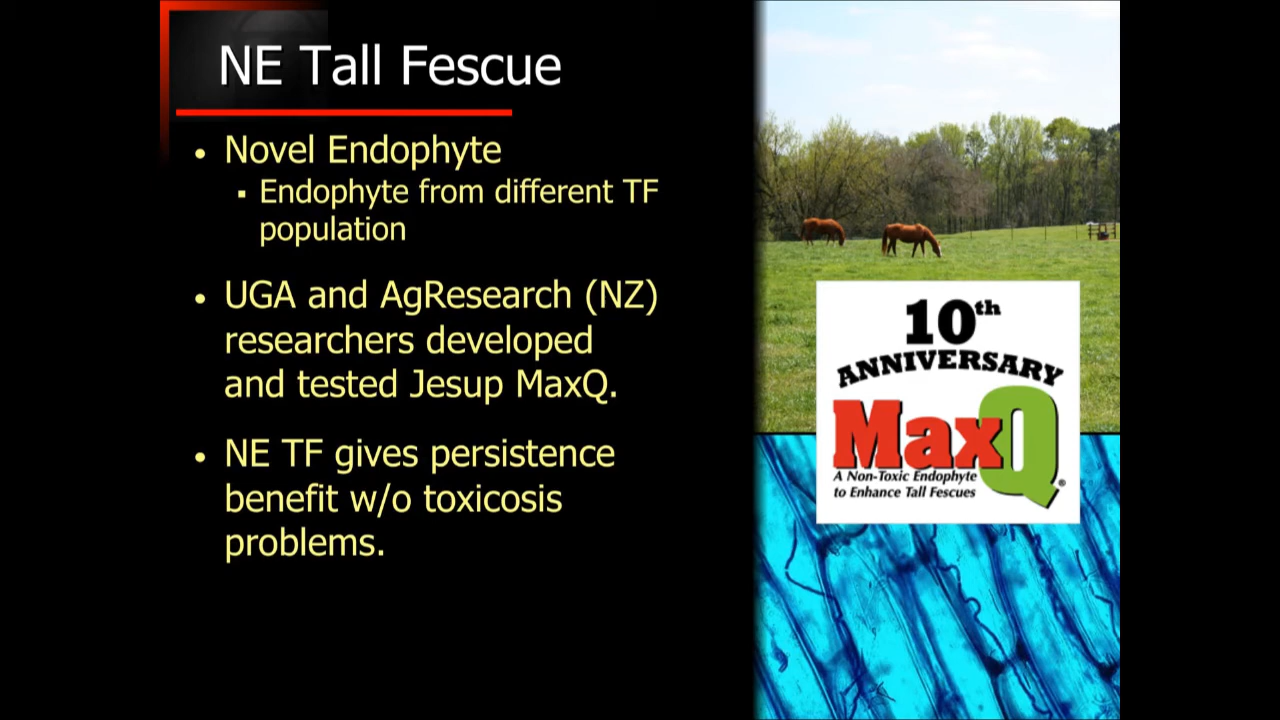 NE Tall Fescue
• Novel Endophyte
▪ Endophyte from different TF
population
• UGA and AgResearch (NZ)
researchers developed
and tested Jesup MaxQ.
• NE TF gives persistence
benefit w/o toxicosis
problems.
10th
ANNIVERSARY
MaxQ®
A Non-Toxic Endophyte
to Enhance Tall Fescues